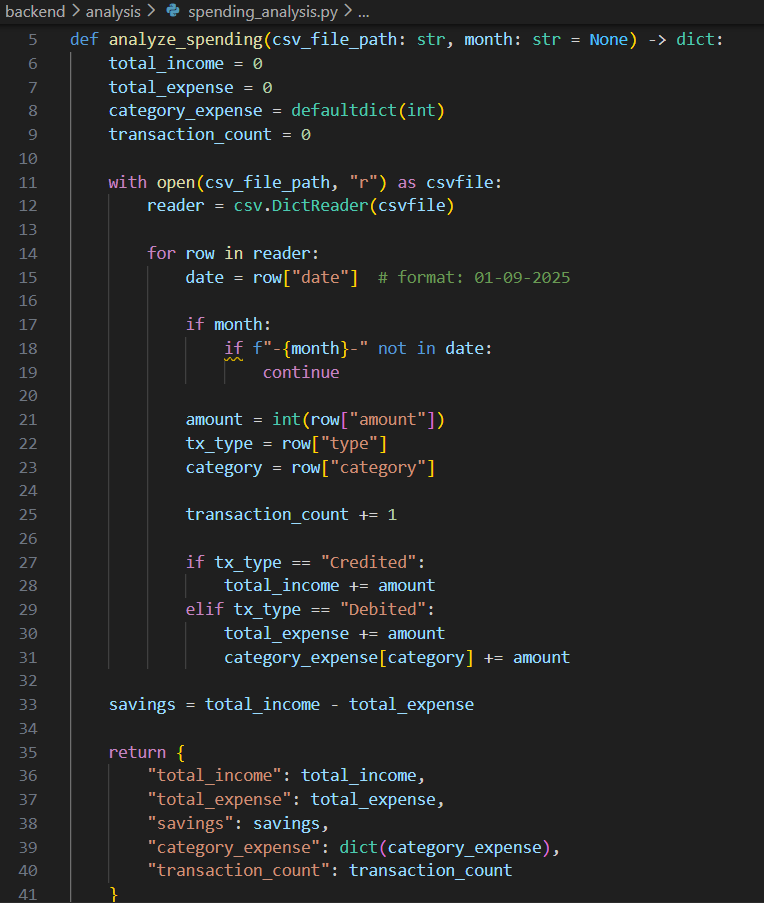 backend > analysis > spending_analysis.py > ...
5 def analyze_spending(csv_file_path: str, month: str = None) -> dict:
6     total_income = 0
7     total_expense = 0
8     category_expense = defaultdict(int)
9     transaction_count = 0
10
11     with open(csv_file_path, "r") as csvfile:
12         reader = csv.DictReader(csvfile)
13
14         for row in reader:
15             date = row["date"]  # format: 01-09-2025
16
17             if month:
18                 if f"-{month}-" not in date:
19                     continue
20
21             amount = int(row["amount"])
22             tx_type = row["type"]
23             category = row["category"]
24
25             transaction_count += 1
26
27             if tx_type == "Credited":
28                 total_income += amount
29             elif tx_type == "Debited":
30                 total_expense += amount
31                 category_expense[category] += amount
32
33     savings = total_income - total_expense
34
35     return {
36         "total_income": total_income,
37         "total_expense": total_expense,
38         "savings": savings,
39         "category_expense": dict(category_expense),
40         "transaction_count": transaction_count
41     }